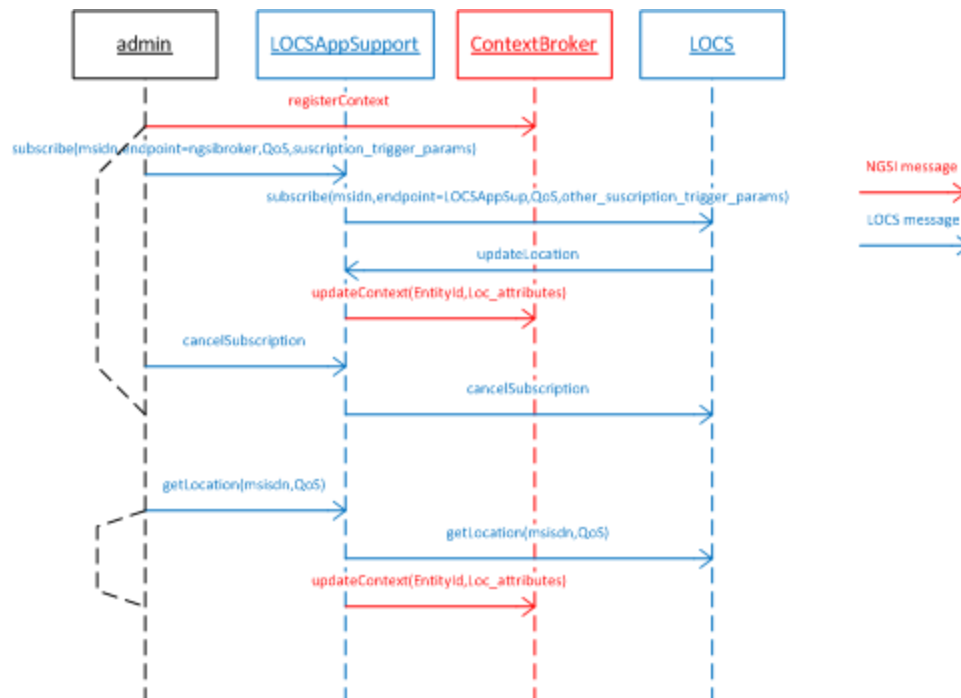 admin
LOCSAppSupport
ContextBroker
LOCS
registerContext
subscribe(msidn,endpoint=ngsibroker,QoS,suscription_trigger_params)
NGSI message
subscribe(msidn,endpoint=LOCSAppSup,QoS,other_suscription_trigger_params)
LOCS message
updateLocation
updateContext(EntityId,Loc_attributes)
cancelSubscription
cancelSubscription
getLocation(msisdn,QoS)
getLocation(msisdn,QoS)
updateContext(EntityId,Loc_attributes)